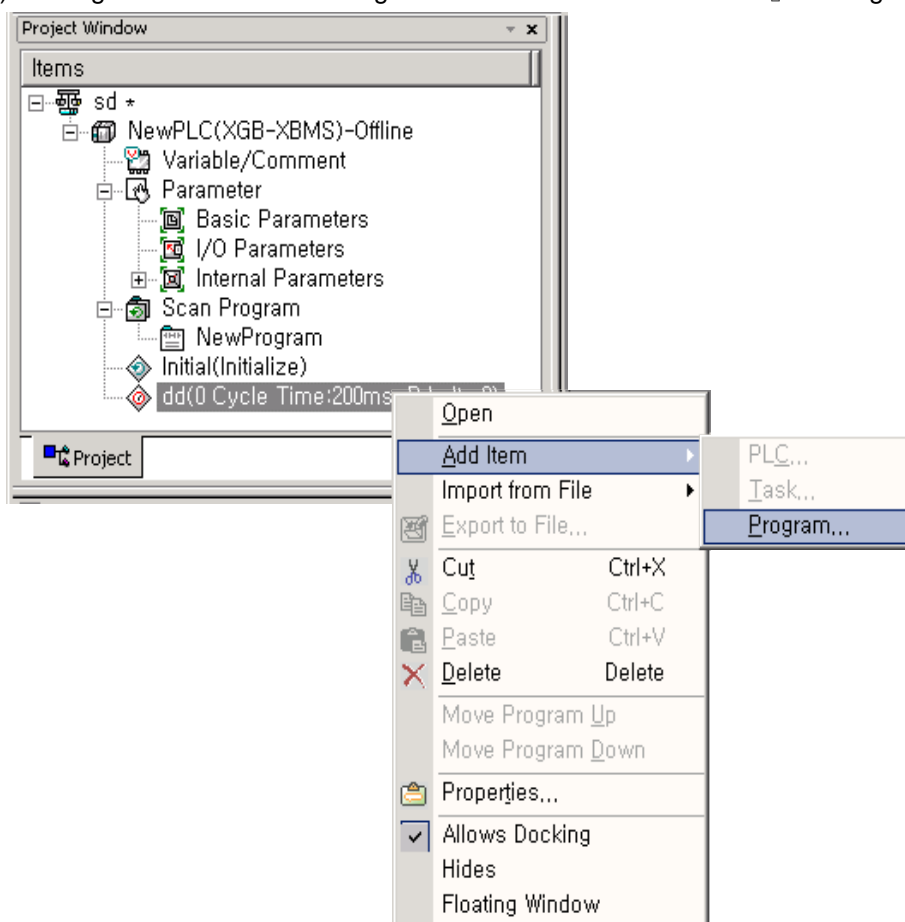 Project Window
Items
sd *
NewPLC(XGB-XBMS)-Offline
Variable/Comment
Parameter
Basic Parameters
I/O Parameters
Internal Parameters
Scan Program
NewProgram
Initial(Initialize)
dd(0 Cycle Time:200ms
Project
Open
Add Item
Import from File
Export to File...
Cut Ctrl+X
Copy Ctrl+C
Paste Ctrl+V
Delete Delete
Move Program Up
Move Program Down
Properties...
Allows Docking
Hides
Floating Window
PLC...
Task...
Program...